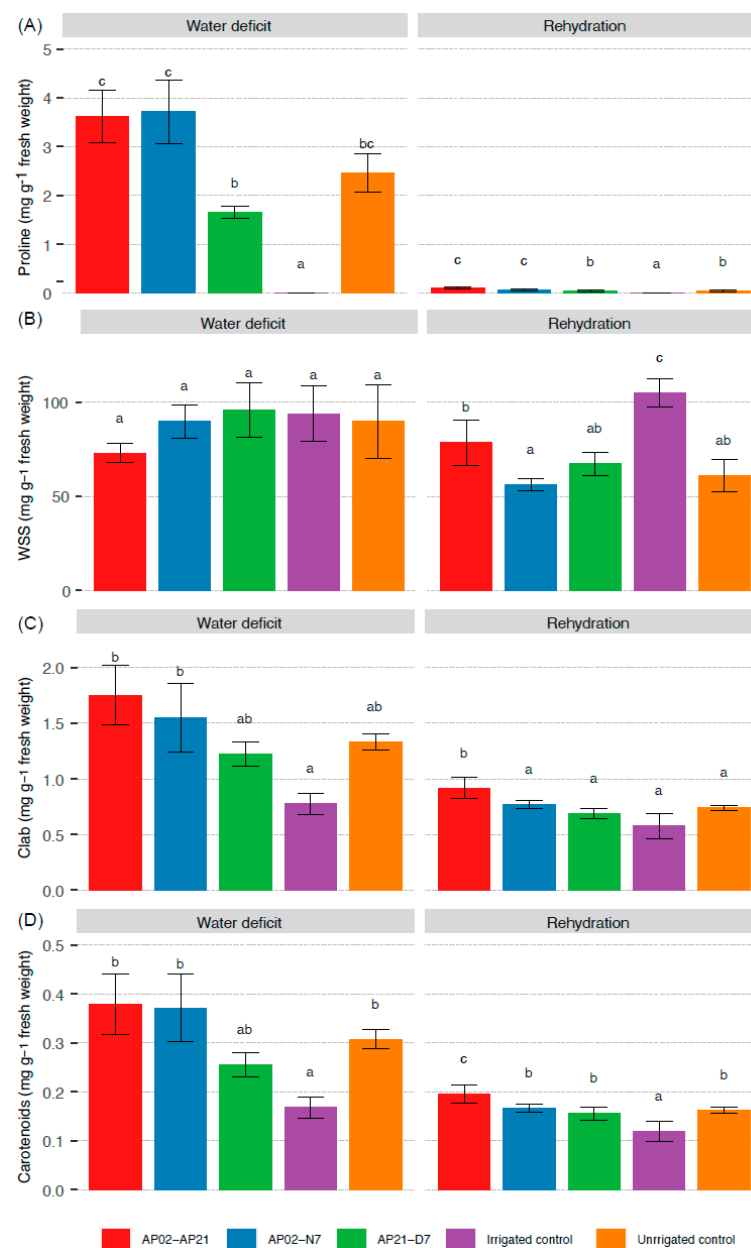 (A)
Water deficit Rehydration
Proline (mg g⁻¹ fresh weight)
5
4
3
2
1
0
c c b a bc
c c b a b
(B)
Water deficit Rehydration
WSS (mg g−1 fresh weight)
100
50
0
a a a a a
b a ab c ab
(C)
Water deficit Rehydration
Clab (mg g−1 fresh weight)
2.0
1.5
1.0
0.5
0.0
b b ab a ab
b a a a a
(D)
Water deficit Rehydration
Carotenoids (mg g−1 fresh weight)
0.5
0.4
0.3
0.2
0.1
0.0
b b ab a b
c b b a b
AP02−AP21 AP02−N7 AP21−D7 Irrigated control Unrrigated control